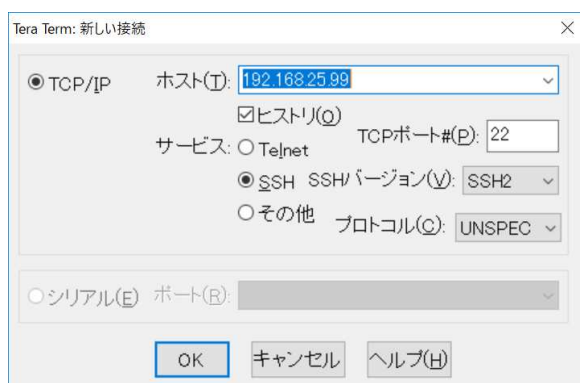 Tera Term: 新しい接続
TCP/IP ホスト(T): 192.168.25.99
ヒストリ(O)
サービス: Telnet TCPポート#(P): 22
SSH SSHバージョン(V): SSH2
その他 プロトコル(C): UNSPEC
シリアル(E) ポート(R):
OK キャンセル ヘルプ(H)